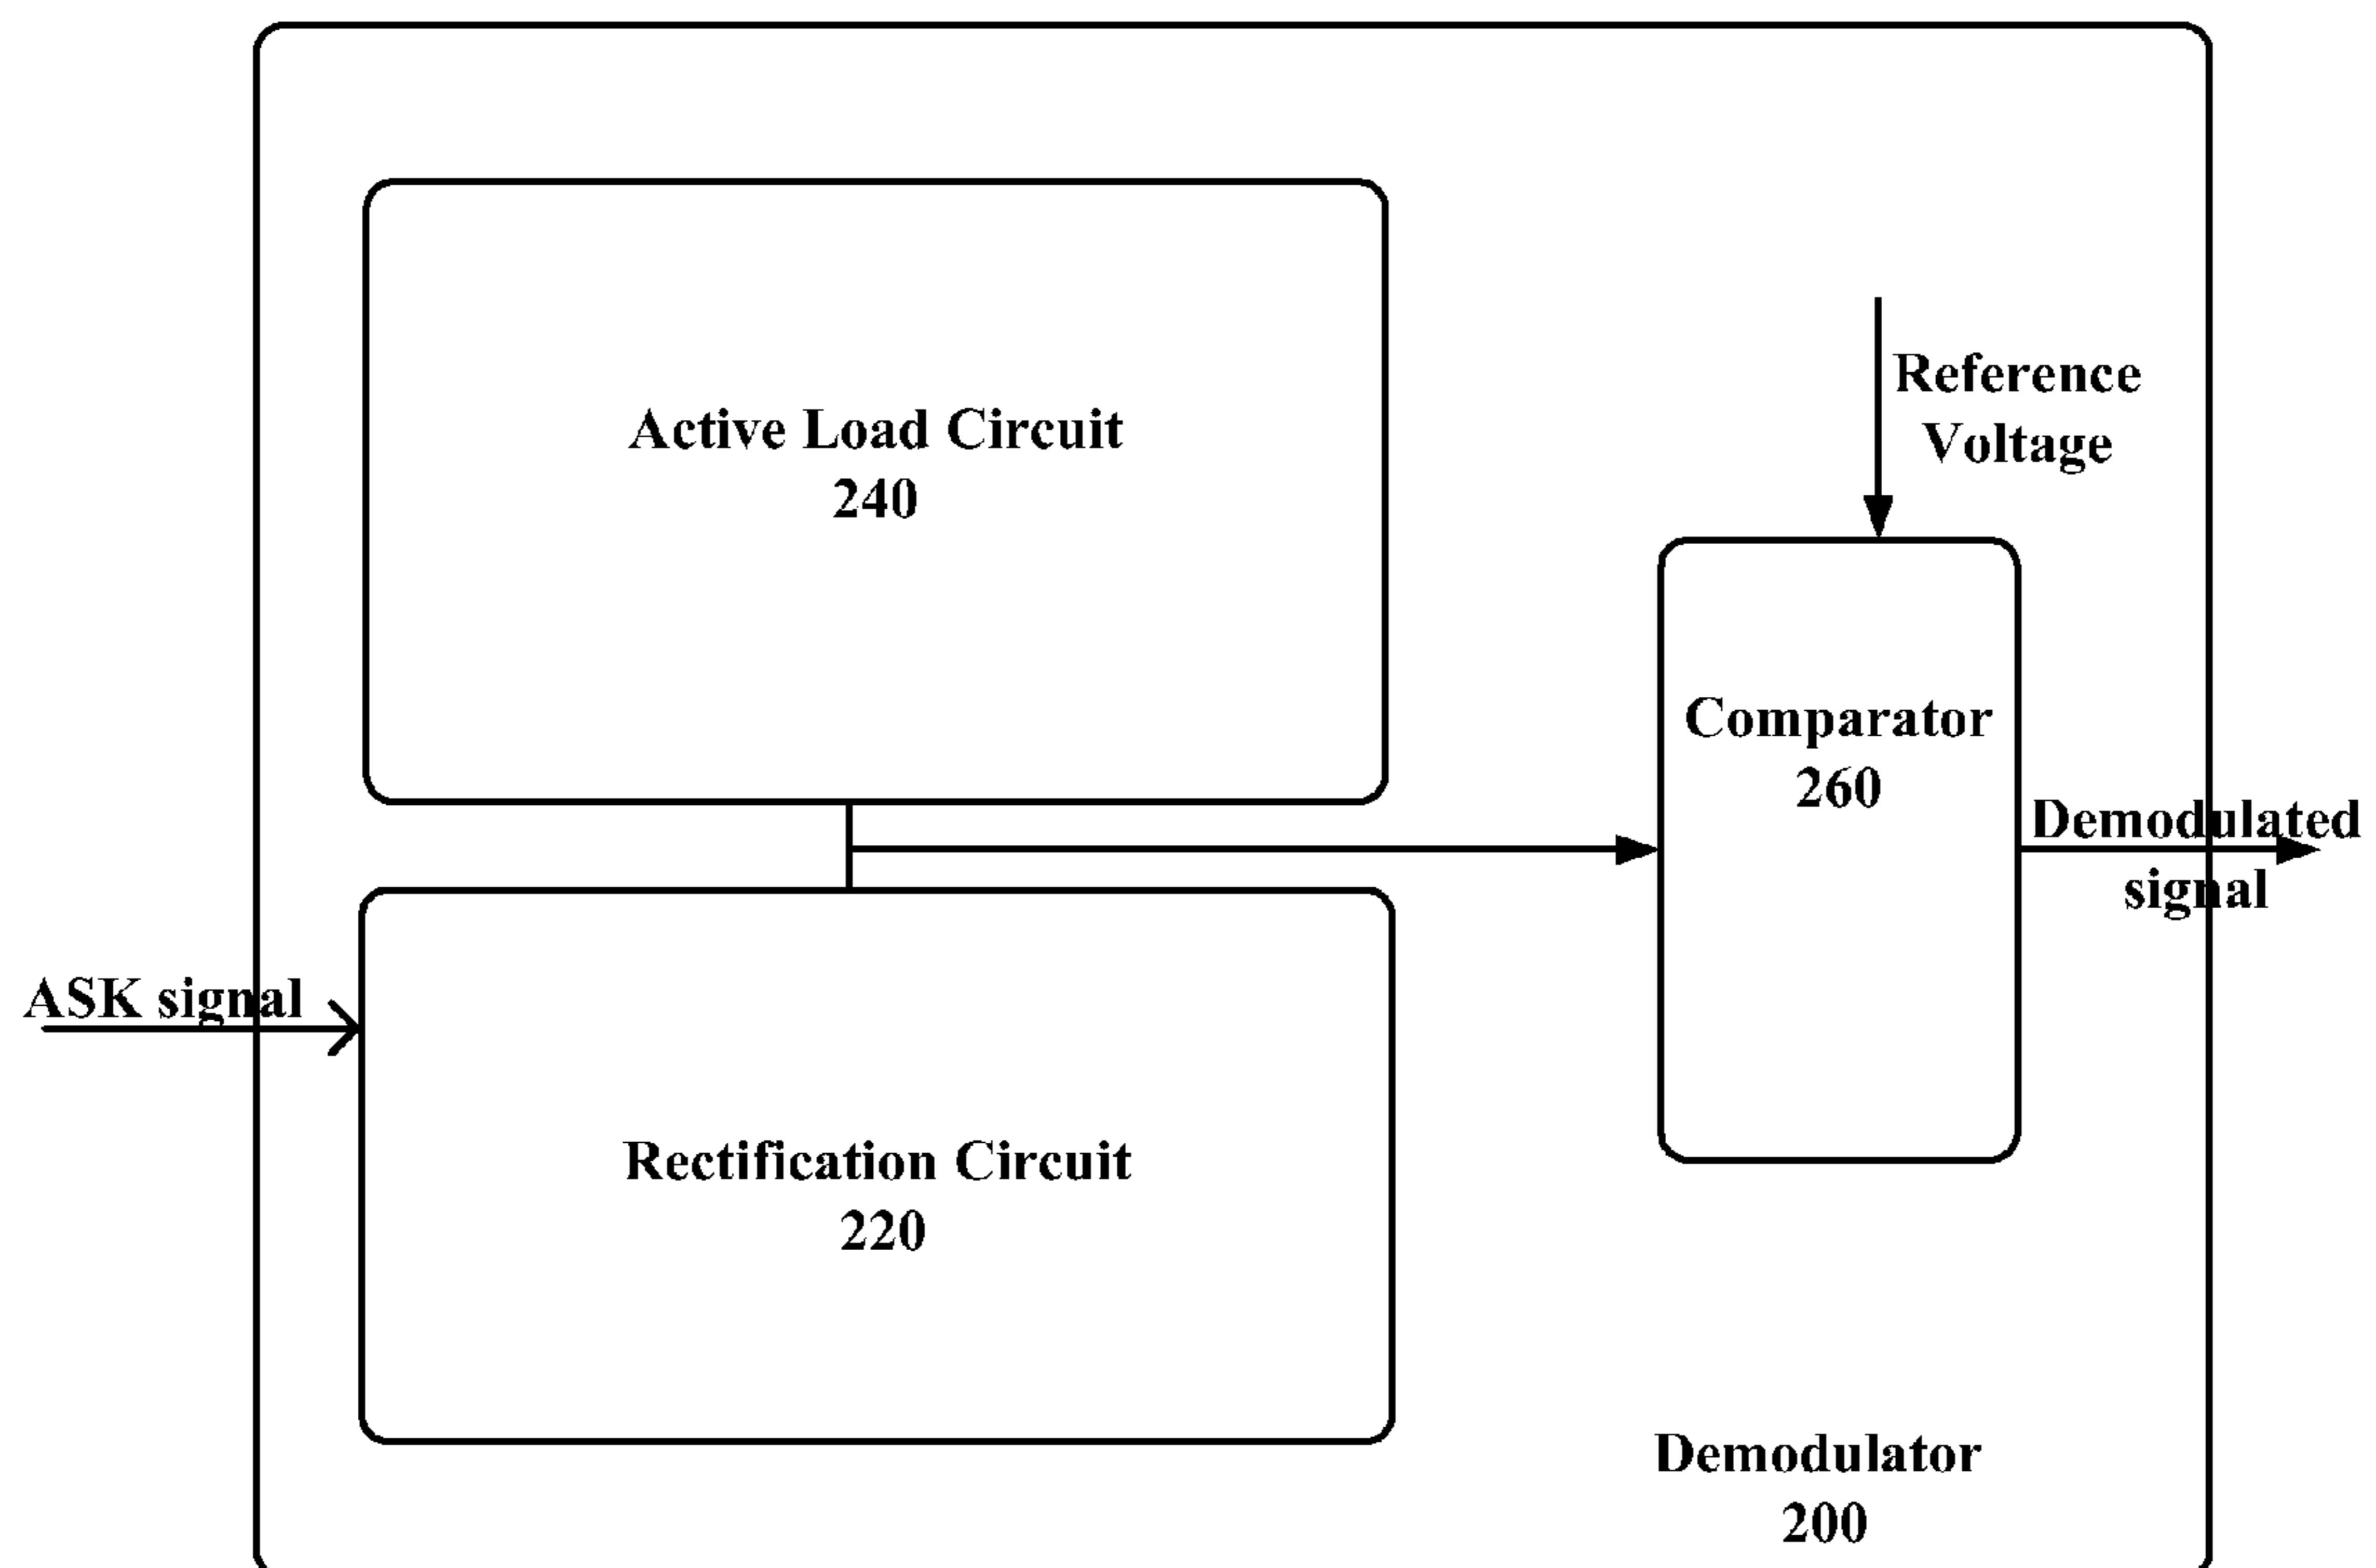 Active Load Circuit
240
Reference
Voltage
Comparator
260
Demodulated
signal
ASK signal
Rectification Circuit
220
Demodulator
200